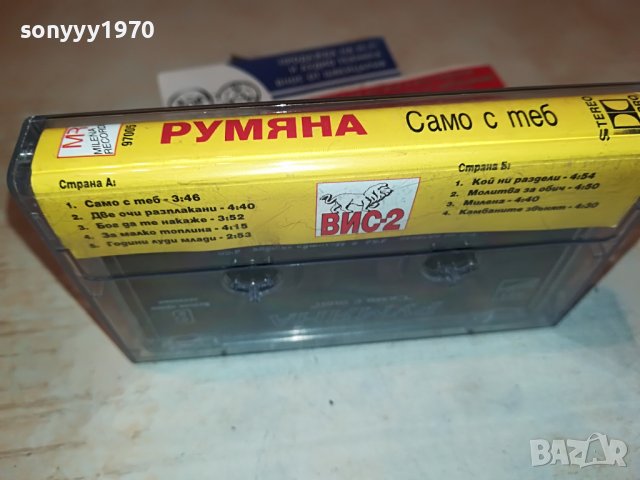 sonyyy1970
MR
MILENA
RECORDS
97005
РУМЯНА
Само с теб
STEREO
Страна А:
1. Само с теб - 3:46
2. Две очи разплакани - 4:40
3. Бог да те накаже - 3:52
4. За малко топлина - 4:15
5. Години луди млади - 2:53
ВИС-2
Страна Б:
1. Кой ни раздели - 4:54
2. Молитва за обич - 4:50
3. Милена - 4:40
4. Камбаните звънят - 4:30
BAZAR